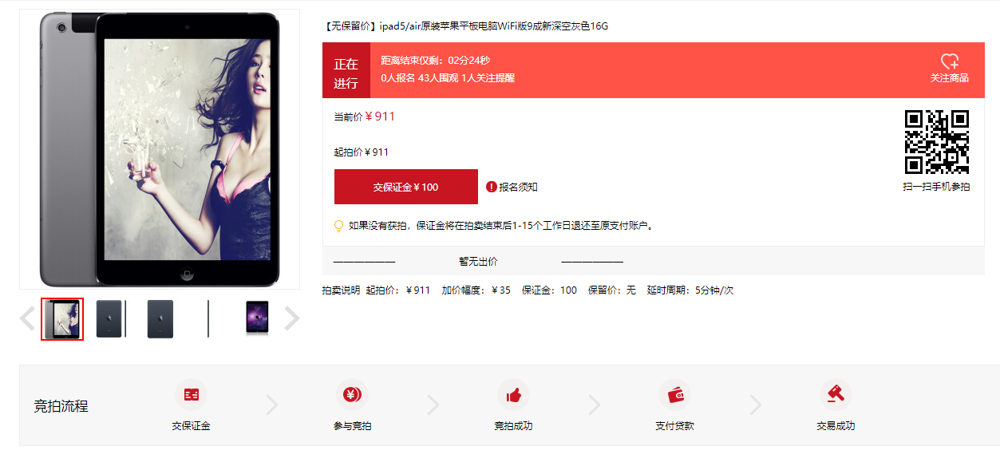 【无保留价】ipad5/air原装苹果平板电脑WiFi版9成新深空灰色16G
正在
进行
距离结束仅剩：02分24秒
0人报名 43人围观 1人关注提醒
关注商品
当前价￥911
起拍价￥911
交保证金￥100
报名须知
扫一扫手机参拍
如果没有获拍，保证金将在拍卖结束后1-15个工作日退还至原支付账户。
—————— 暂无出价 ——————
拍卖说明 起拍价：￥911 加价幅度：￥35 保证金：100 保留价：无 延时周期：5分钟/次
竞拍流程
交保证金
参与竞拍
竞拍成功
支付贷款
交易成功